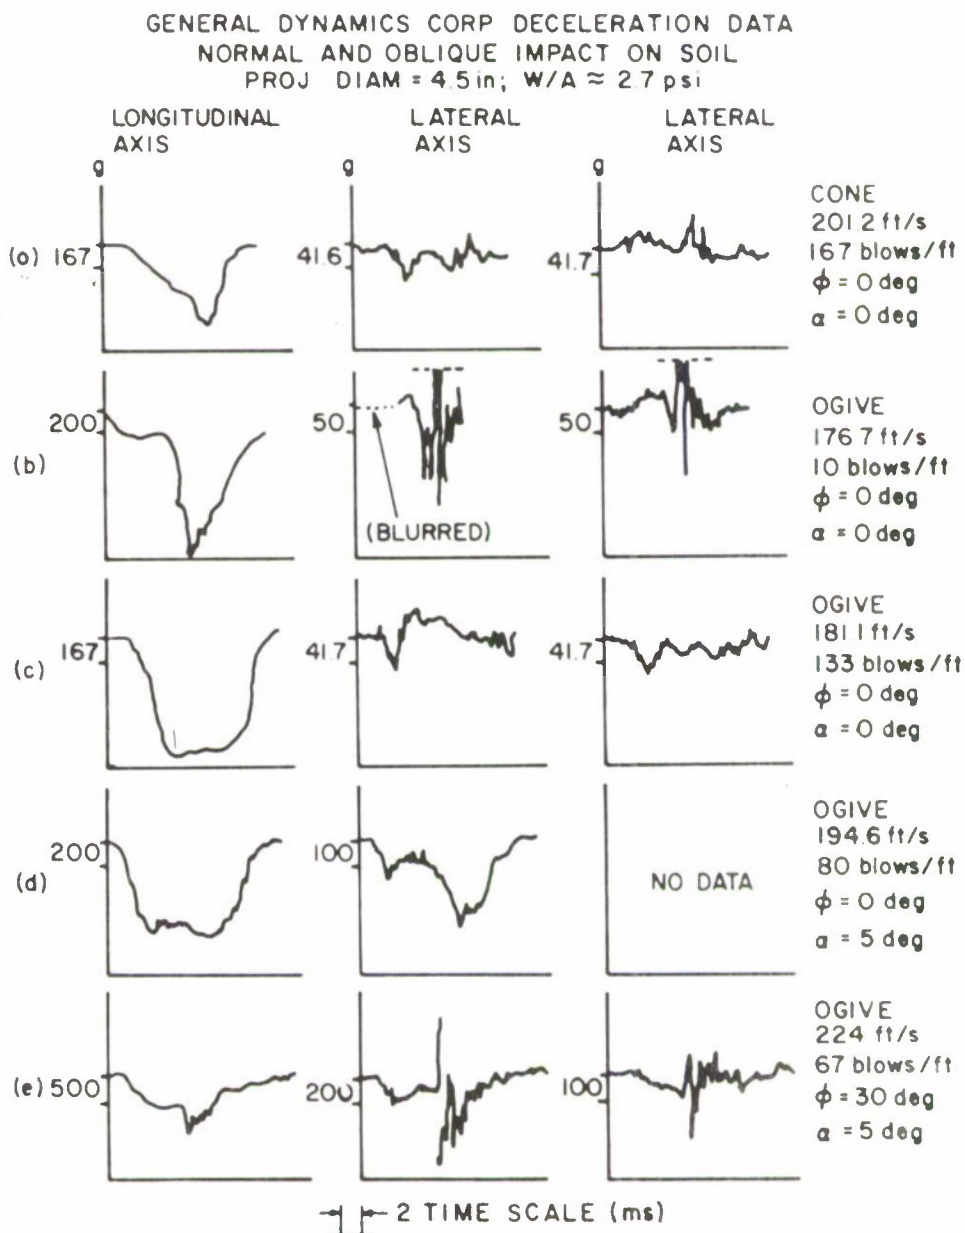 GENERAL DYNAMICS CORP DECELERATION DATA
NORMAL AND OBLIQUE IMPACT ON SOIL
PROJ DIAM = 4.5 in; W/A ≈ 2.7 psi
LONGITUDINAL AXIS
LATERAL AXIS
LATERAL AXIS
g
g
g
(a)
167
41.6
41.7
CONE
201.2 ft/s
167 blows/ft
ϕ = 0 deg
α = 0 deg
(b)
200
50
(BLURRED)
50
OGIVE
176.7 ft/s
10 blows/ft
ϕ = 0 deg
α = 0 deg
(c)
167
41.7
41.7
OGIVE
181.1 ft/s
133 blows/ft
ϕ = 0 deg
α = 0 deg
(d)
200
100
NO DATA
OGIVE
194.6 ft/s
80 blows/ft
ϕ = 0 deg
α = 5 deg
(e)
500
200
100
OGIVE
224 ft/s
67 blows/ft
ϕ = 30 deg
α = 5 deg
2 TIME SCALE (ms)